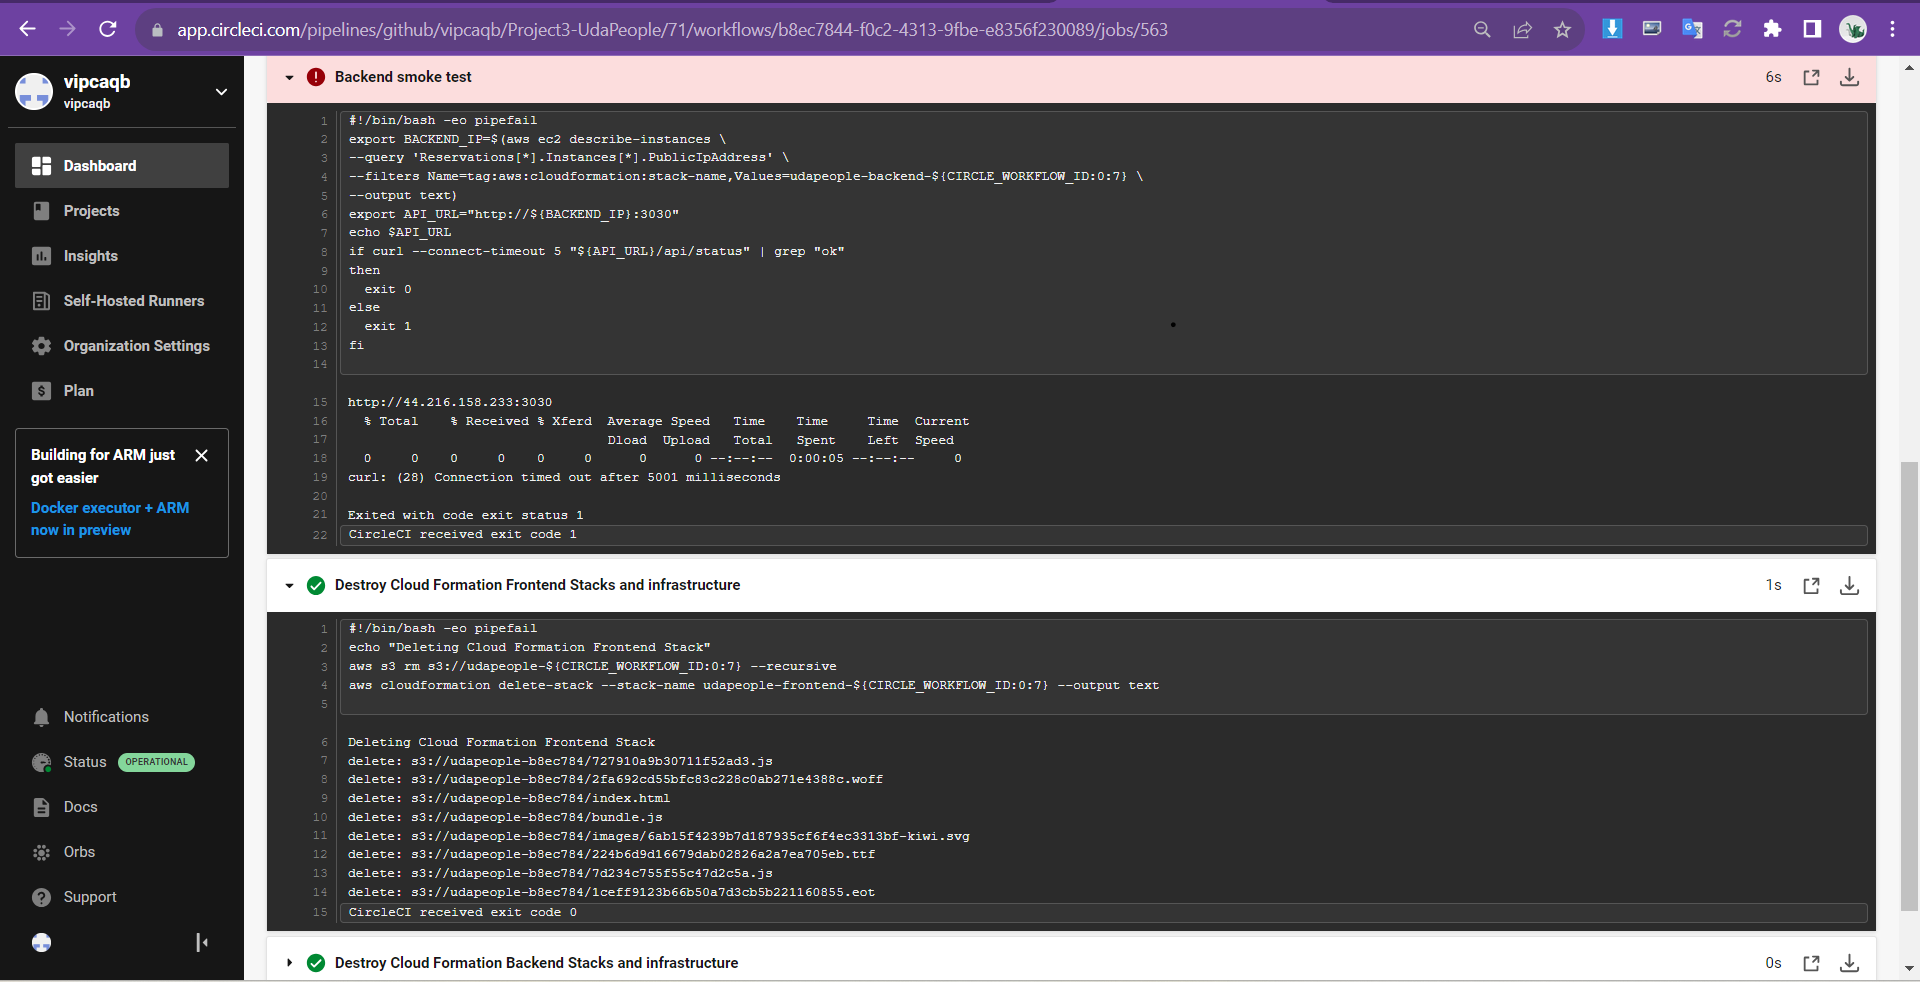 app.circleci.com/pipelines/github/vipcaqb/Project3-UdaPeople/71/workflows/b8ec7844-f0c2-4313-9fbe-e8356f230089/jobs/563
vipcaqb
vipcaqb
Dashboard
Projects
Insights
Self-Hosted Runners
Organization Settings
Plan
Building for ARM just
got easier
Docker executor + ARM
now in preview
Notifications
Status OPERATIONAL
Docs
Orbs
Support
Backend smoke test 6s
1 #!/bin/bash -eo pipefail
2 export BACKEND_IP=$(aws ec2 describe-instances \
3 --query 'Reservations[*].Instances[*].PublicIpAddress' \
4 --filters Name=tag:aws:cloudformation:stack-name,Values=udapeople-backend-${CIRCLE_WORKFLOW_ID:0:7} \
5 --output text)
6 export API_URL="http://${BACKEND_IP}:3030"
7 echo $API_URL
8 if curl --connect-timeout 5 "${API_URL}/api/status" | grep "ok"
9 then
10   exit 0
11 else
12   exit 1
13 fi
14
15 http://44.216.158.233:3030
16   % Total    % Received % Xferd  Average Speed   Time    Time     Time  Current
17                                  Dload  Upload   Total   Spent    Left  Speed
18   0     0    0     0    0     0      0      0 --:--:--  0:00:05 --:--:--     0
19 curl: (28) Connection timed out after 5001 milliseconds
20
21 Exited with code exit status 1
22 CircleCI received exit code 1
Destroy Cloud Formation Frontend Stacks and infrastructure 1s
1 #!/bin/bash -eo pipefail
2 echo "Deleting Cloud Formation Frontend Stack"
3 aws s3 rm s3://udapeople-${CIRCLE_WORKFLOW_ID:0:7} --recursive
4 aws cloudformation delete-stack --stack-name udapeople-frontend-${CIRCLE_WORKFLOW_ID:0:7} --output text
5
6 Deleting Cloud Formation Frontend Stack
7 delete: s3://udapeople-b8ec784/727910a9b30711f52ad3.js
8 delete: s3://udapeople-b8ec784/2fa692cd55bfc83c228c0ab271e4388c.woff
9 delete: s3://udapeople-b8ec784/index.html
10 delete: s3://udapeople-b8ec784/bundle.js
11 delete: s3://udapeople-b8ec784/images/6ab15f4239b7d187935cf6f4ec3313bf-kiwi.svg
12 delete: s3://udapeople-b8ec784/224b6d9d16679dab02826a2a7ea705eb.ttf
13 delete: s3://udapeople-b8ec784/7d234c755f55c47d2c5a.js
14 delete: s3://udapeople-b8ec784/1ceff9123b66b50a7d3cb5b221160855.eot
15 CircleCI received exit code 0
Destroy Cloud Formation Backend Stacks and infrastructure 0s